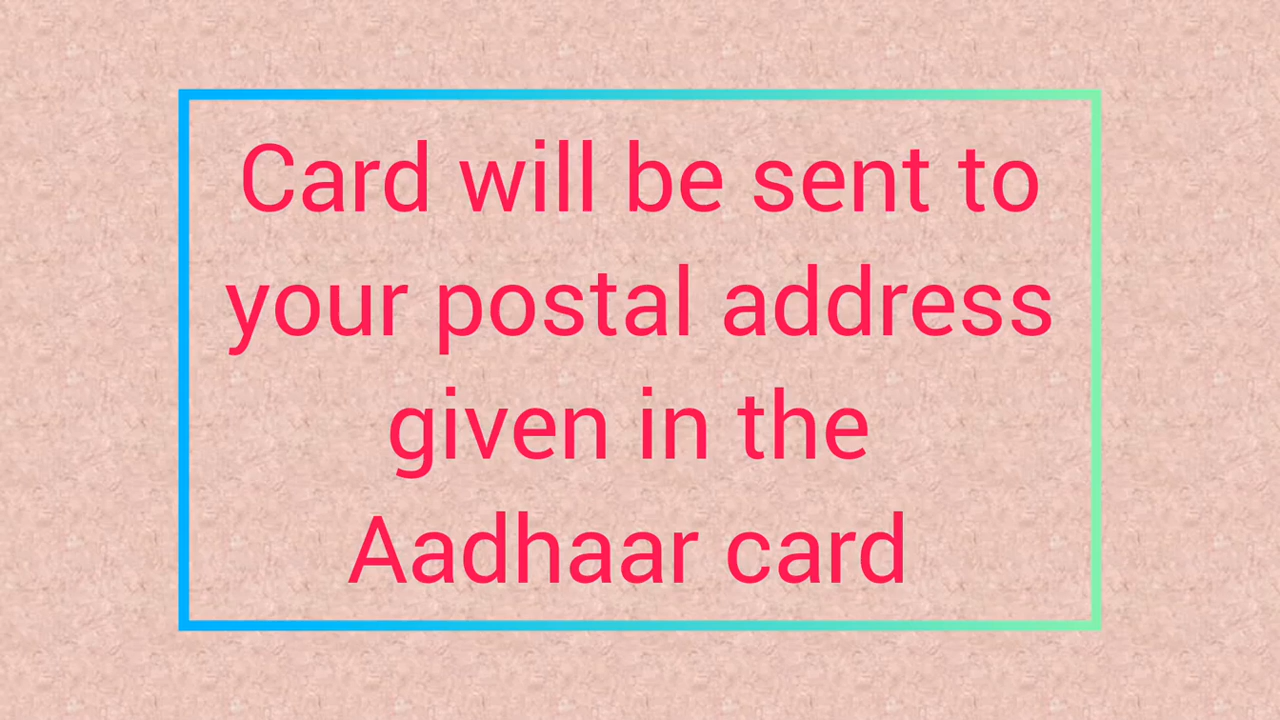 Card will be sent to
your postal address
given in the
Aadhaar card